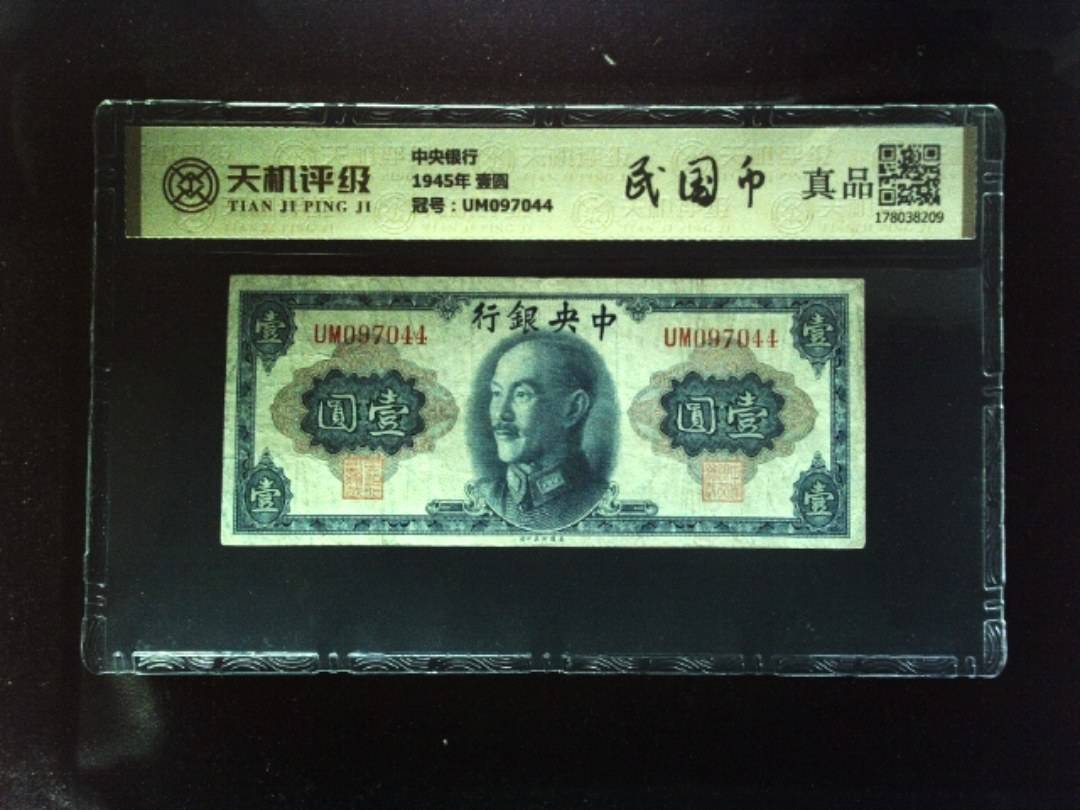 天机评级
TIAN JI PING JI
中央银行
1945年 壹圆
冠号：UM097044
民国币
真品
178038209
行銀央中
UM097044
UM097044
壹
壹
圓壹
圓壹
壹
壹